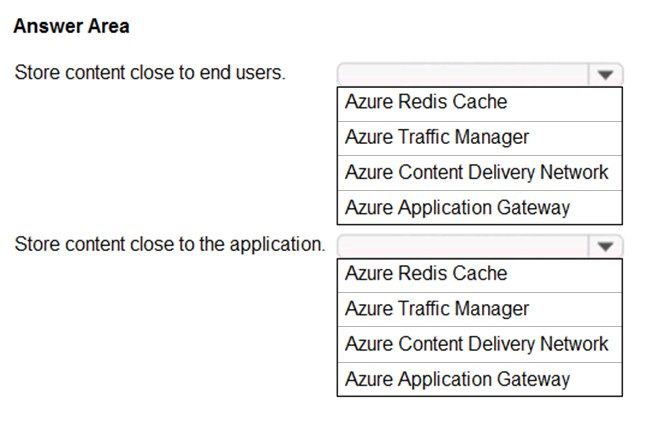 Answer Area
Store content close to end users.
Azure Redis Cache
Azure Traffic Manager
Azure Content Delivery Network
Azure Application Gateway
Store content close to the application.
Azure Redis Cache
Azure Traffic Manager
Azure Content Delivery Network
Azure Application Gateway